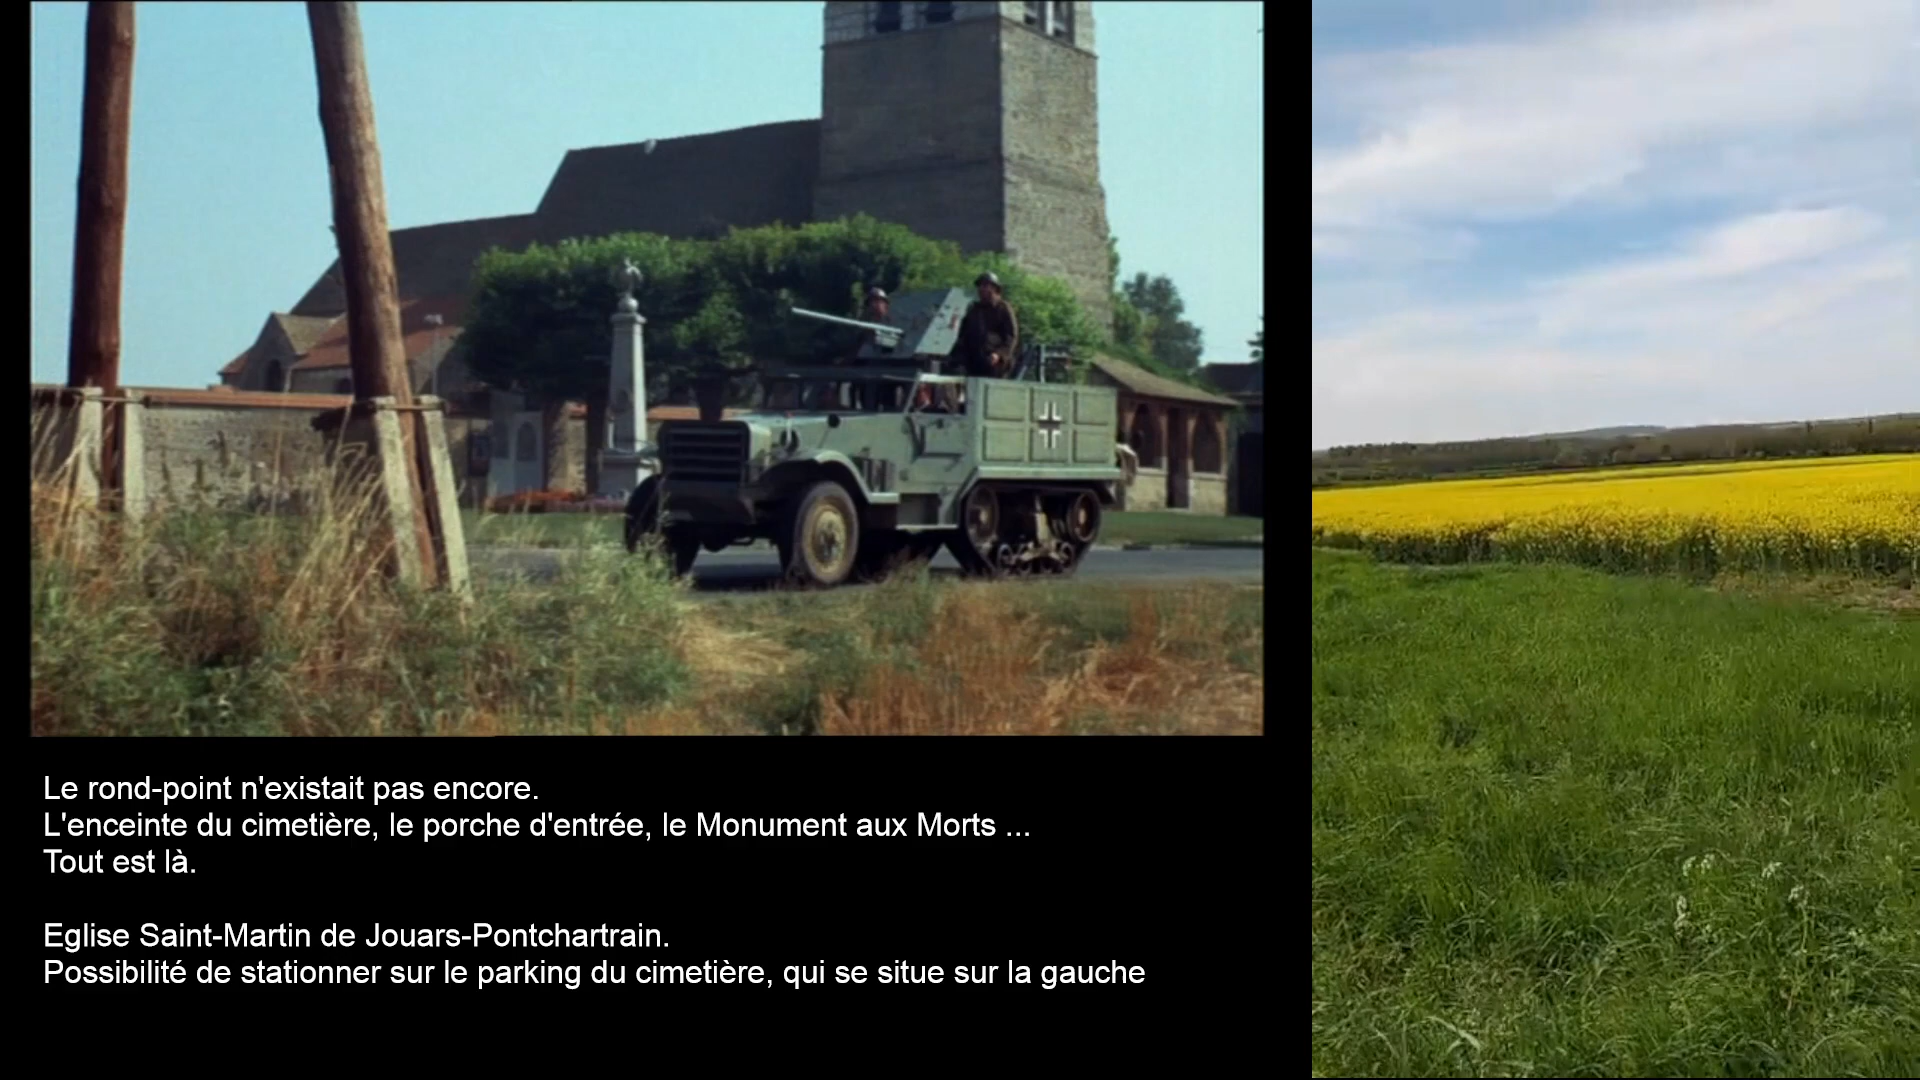 Le rond-point n'existait pas encore.
L'enceinte du cimetière, le porche d'entrée, le Monument aux Morts ...
Tout est là.
Eglise Saint-Martin de Jouars-Pontchartrain.
Possibilité de stationner sur le parking du cimetière, qui se situe sur la gauche